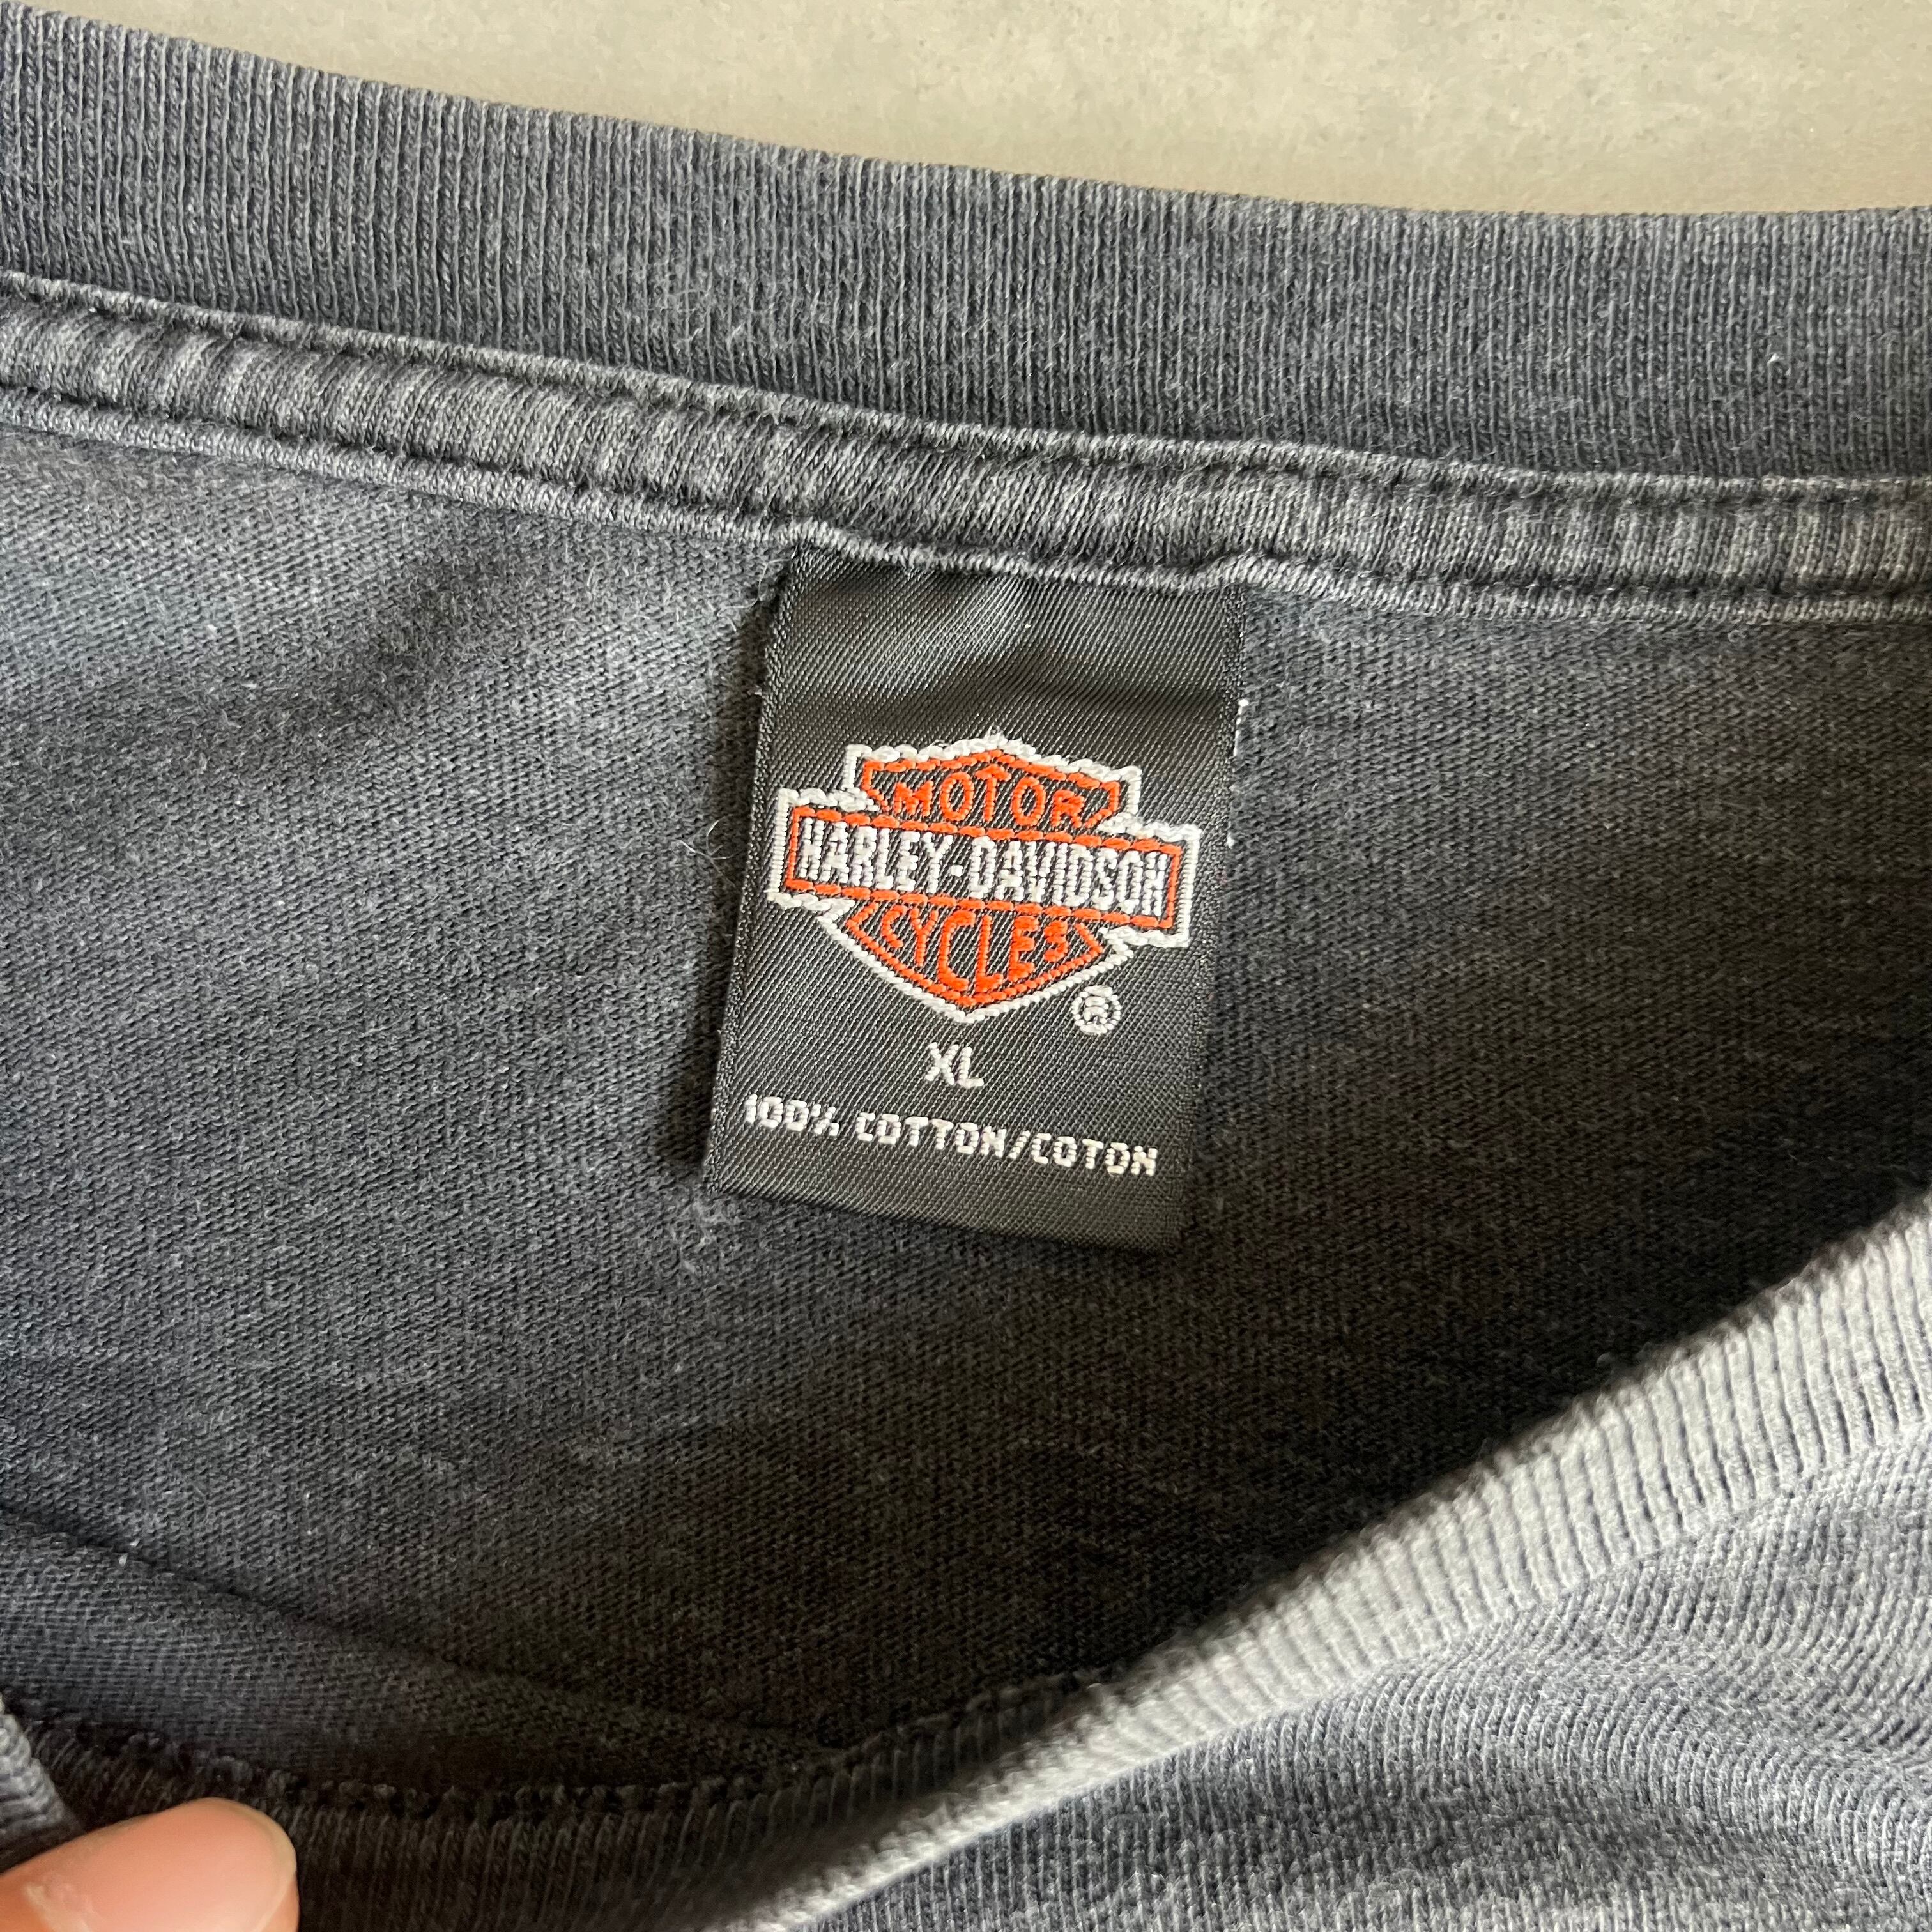 MOTOR
HARLEY-DAVIDSON
CYCLES
®
XL
100% COTTON/COTON